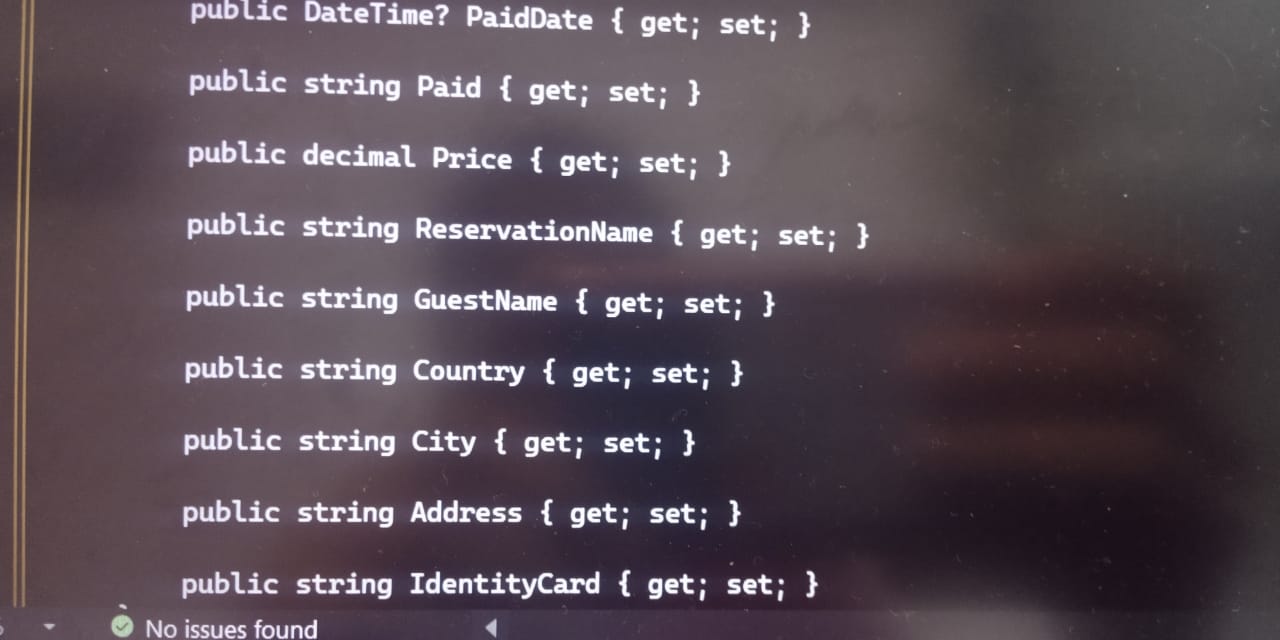 public DateTime? PaidDate { get; set; }
public string Paid { get; set; }
public decimal Price { get; set; }
public string ReservationName { get; set; }
public string GuestName { get; set; }
public string Country { get; set; }
public string City { get; set; }
public string Address { get; set; }
public string IdentityCard { get; set; }
No issues found